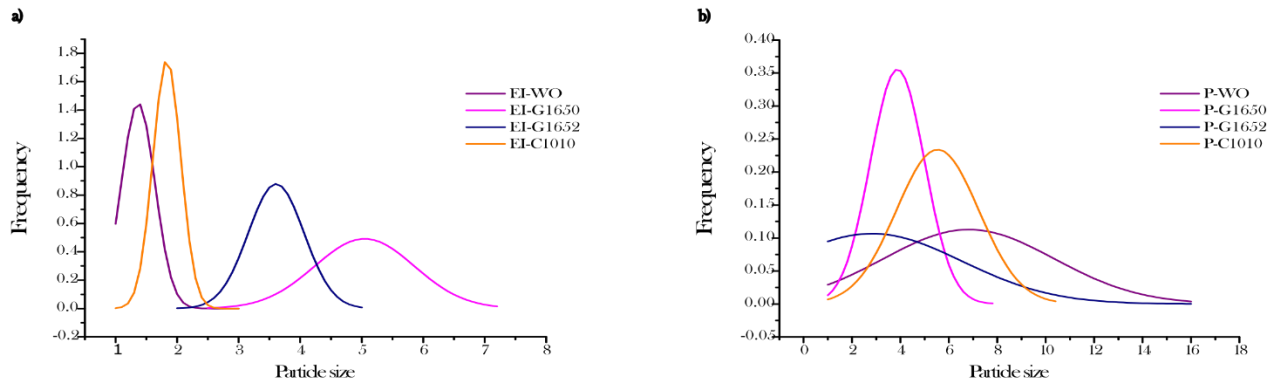 a)
1.8
1.6
1.4
1.2
1.0
0.8
0.6
0.4
0.2
0.0
-0.2
Frequency
1 2 3 4 5 6 7 8
Particle size
EI-WO
EI-G1650
EI-G1652
EI-C1010
b)
0.40
0.35
0.30
0.25
0.20
0.15
0.10
0.05
0.00
-0.05
Frequency
0 2 4 6 8 10 12 14 16 18
Particle size
P-WO
P-G1650
P-G1652
P-C1010